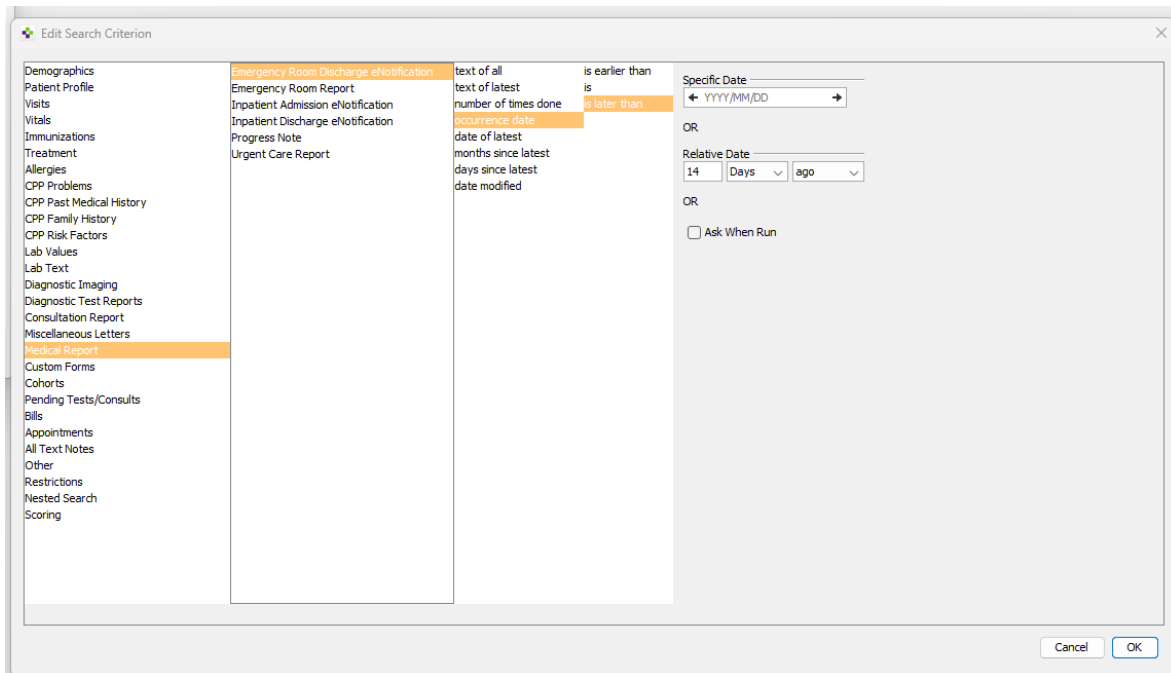 Edit Search Criterion
Demographics
Patient Profile
Visits
Vitals
Immunizations
Treatment
Allergies
CPP Problems
CPP Past Medical History
CPP Family History
CPP Risk Factors
Lab Values
Lab Text
Diagnostic Imaging
Diagnostic Test Reports
Consultation Report
Miscellaneous Letters
Medical Report
Custom Forms
Cohorts
Pending Tests/Consults
Bills
Appointments
All Text Notes
Other
Restrictions
Nested Search
Scoring
Emergency Room Discharge eNotification
Emergency Room Report
Inpatient Admission eNotification
Inpatient Discharge eNotification
Progress Note
Urgent Care Report
text of all
text of latest
number of times done
occurrence date
date of latest
months since latest
days since latest
date modified
is earlier than
is
is later than
Specific Date
YYYY/MM/DD
OR
Relative Date
14 Days ago
OR
Ask When Run
Cancel OK